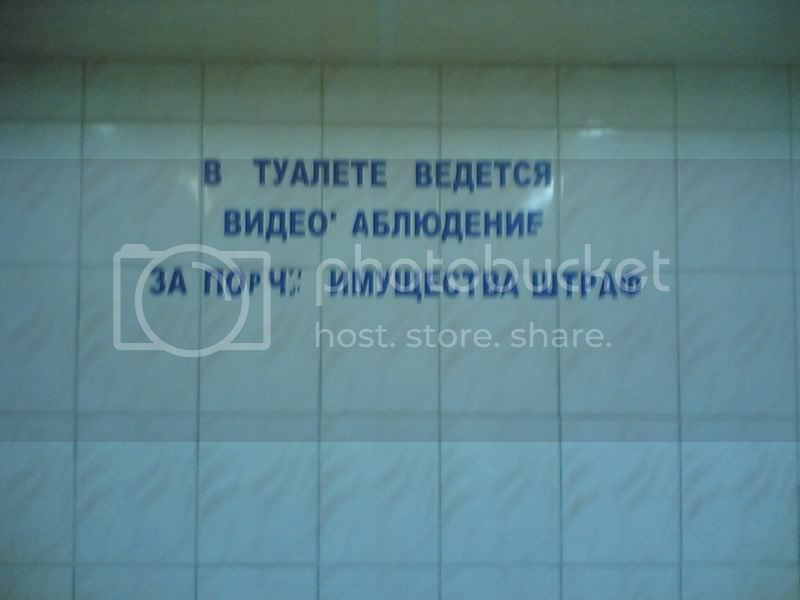 В ТУАЛЕТЕ ВЕДЕТСЯ
ВИДЕО' АБЛЮДЕНИЕ
ЗА ИМУЩЕСТВА ШТРАФ
photobucket
host. store. share.